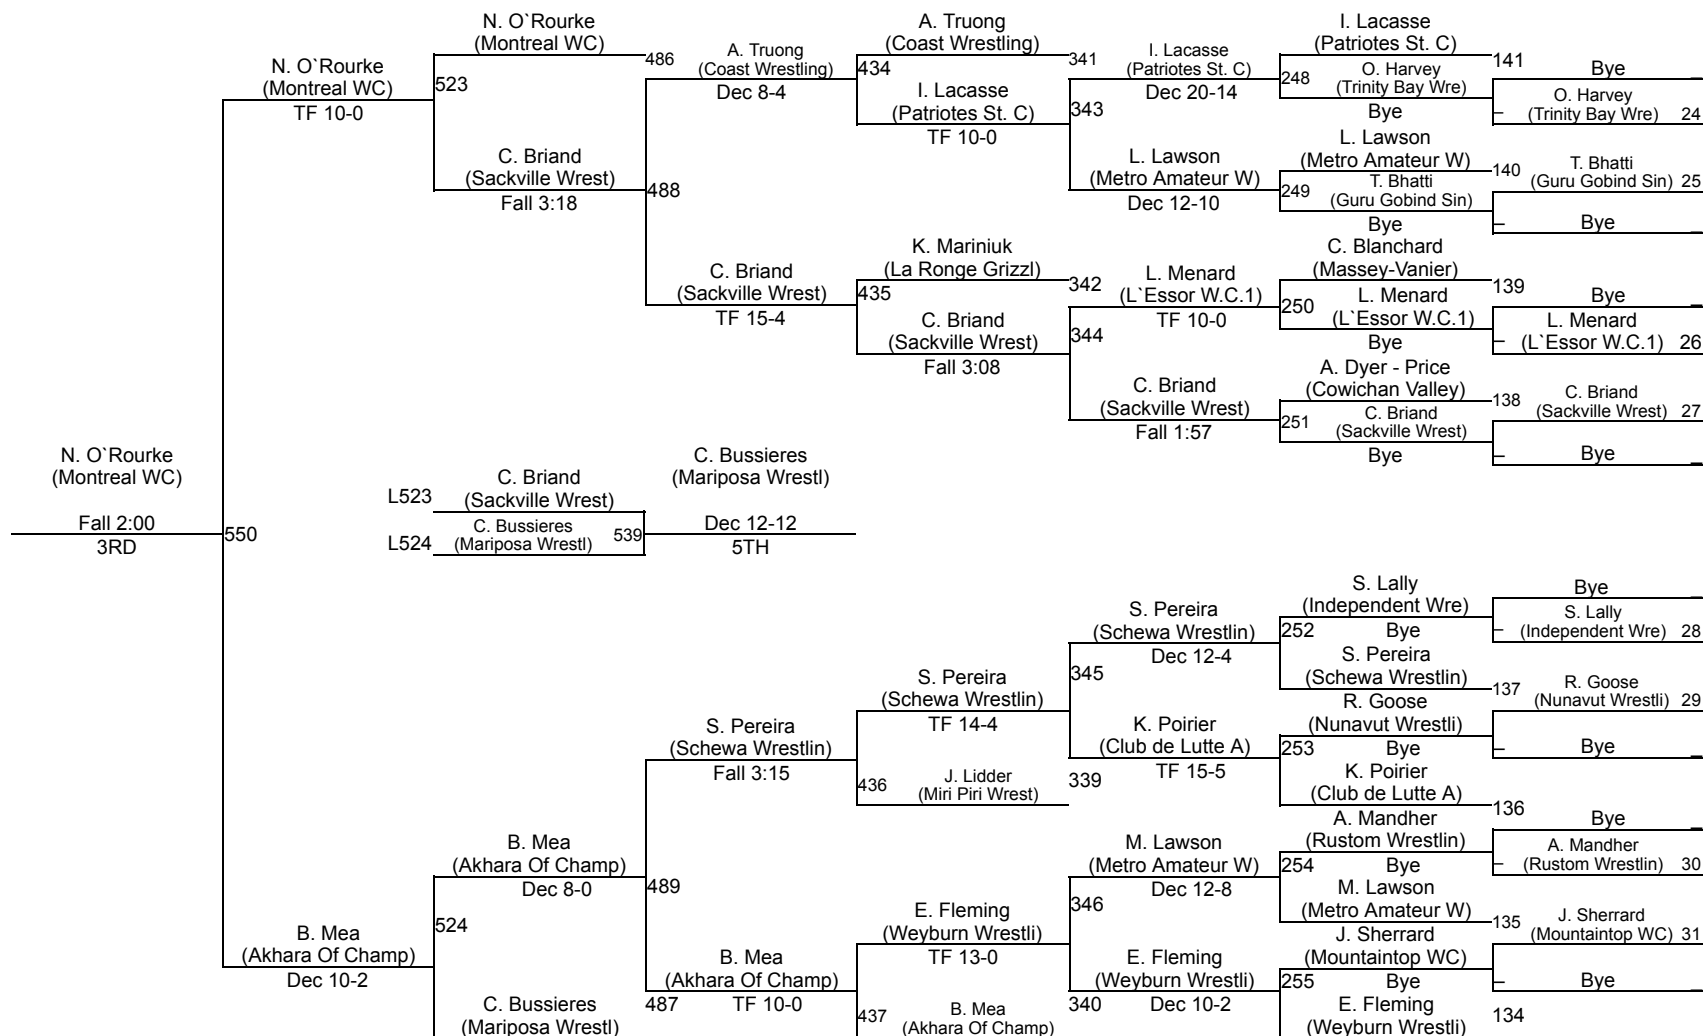 N. O`Rourke
(Montreal WC)
486
A. Truong
(Coast Wrestling)
341
I. Lacasse
(Patriotes St. C)
141
Bye
N. O`Rourke
(Montreal WC)
TF 10-0
523
A. Truong
(Coast Wrestling)
Dec 8-4
434
I. Lacasse
(Patriotes St. C)
TF 10-0
I. Lacasse
(Patriotes St. C)
Dec 20-14
248
O. Harvey
(Trinity Bay Wre)
Bye
O. Harvey
(Trinity Bay Wre) 24
343
C. Briand
(Sackville Wrest)
Fall 3:18
488
L. Lawson
(Metro Amateur W)
Dec 12-10
L. Lawson
(Metro Amateur W)
140
249
T. Bhatti
(Guru Gobind Sin)
Bye
T. Bhatti
(Guru Gobind Sin) 25
Bye
C. Briand
(Sackville Wrest)
TF 15-4
K. Mariniuk
(La Ronge Grizzl)
342
435
C. Briand
(Sackville Wrest)
Fall 3:08
L. Menard
(L`Essor W.C.1)
TF 10-0
344
C. Blanchard
(Massey-Vanier)
139
250
L. Menard
(L`Essor W.C.1)
Bye
Bye
L. Menard
(L`Essor W.C.1) 26
C. Briand
(Sackville Wrest)
Fall 1:57
A. Dyer - Price
(Cowichan Valley)
138
251
C. Briand
(Sackville Wrest)
Bye
C. Briand
(Sackville Wrest) 27
Bye
N. O`Rourke
(Montreal WC)
Fall 2:00
3RD
550
L523
C. Briand
(Sackville Wrest)
L524
C. Bussieres
(Mariposa Wrestl)
539
C. Bussieres
(Mariposa Wrestl)
Dec 12-12
5TH
S. Pereira
(Schewa Wrestlin)
Dec 12-4
S. Lally
(Independent Wre)
252
Bye
S. Pereira
(Schewa Wrestlin)
137
Bye
S. Lally
(Independent Wre) 28
S. Pereira
(Schewa Wrestlin)
Fall 3:15
S. Pereira
(Schewa Wrestlin)
TF 14-4
345
436
J. Lidder
(Miri Piri Wrest)
339
K. Poirier
(Club de Lutte A)
TF 15-5
R. Goose
(Nunavut Wrestli)
253
Bye
K. Poirier
(Club de Lutte A)
136
R. Goose
(Nunavut Wrestli) 29
Bye
B. Mea
(Akhara Of Champ)
Dec 8-0
489
M. Lawson
(Metro Amateur W)
Dec 12-8
A. Mandher
(Rustom Wrestlin)
254
Bye
M. Lawson
(Metro Amateur W)
135
Bye
A. Mandher
(Rustom Wrestlin) 30
B. Mea
(Akhara Of Champ)
Dec 10-2
524
B. Mea
(Akhara Of Champ)
TF 10-0
E. Fleming
(Weyburn Wrestli)
TF 13-0
346
E. Fleming
(Weyburn Wrestli)
Dec 10-2
J. Sherrard
(Mountaintop WC)
255
Bye
J. Sherrard
(Mountaintop WC) 31
Bye
C. Bussieres
(Mariposa Wrestl)
487
437
B. Mea
(Akhara Of Champ)
340
E. Fleming
(Weyburn Wrestli)
134